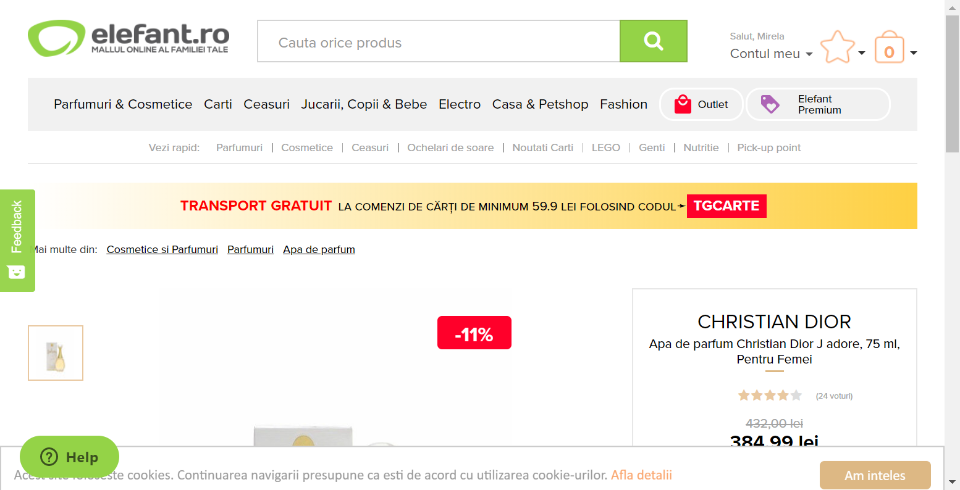 elefant.ro
MALLUL ONLINE AL FAMILIEI TALE
Cauta orice produs
Salut, Mirela
Contul meu
0
Parfumuri & Cosmetice Carti Ceasuri Jucarii, Copii & Bebe Electro Casa & Petshop Fashion Outlet Elefant Premium
Vezi rapid: Parfumuri | Cosmetice | Ceasuri | Ochelari de soare | Noutati Carti | LEGO | Genti | Nutritie | Pick-up point
TRANSPORT GRATUIT LA COMENZI DE CĂRȚI DE MINIMUM 59.9 LEI FOLOSIND CODUL TGCARTE
Feedback
Mai multe din: Cosmetice si Parfumuri Parfumuri Apa de parfum
-11%
CHRISTIAN DIOR
Apa de parfum Christian Dior J adore, 75 ml,
Pentru Femei
(24 voturi)
432,00 lei
384,99 lei
Help
Acest site foloseste cookies. Continuarea navigarii presupune ca esti de acord cu utilizarea cookie-urilor. Afla detalii
Am inteles